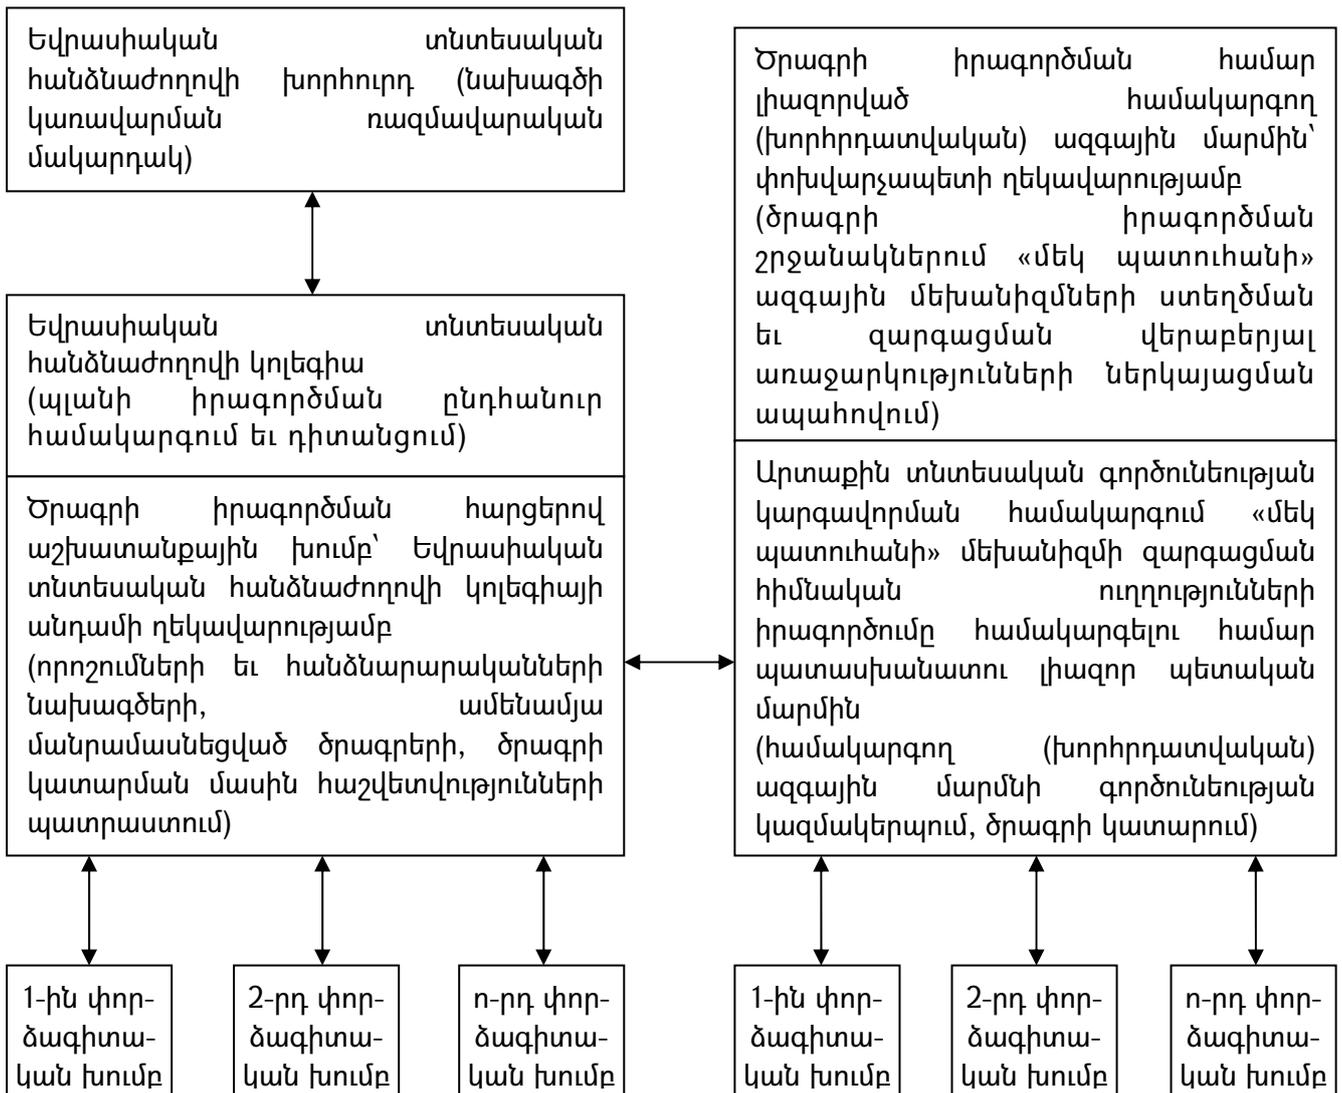 Եվրասիական տնտեսական
հանձնաժողովի խորհուրդ (նախագծի
կառավարման ռազմավարական
մակարդակ)
Եվրասիական տնտեսական
հանձնաժողովի կոլեգիա
(պլանի իրագործման ընդհանուր
համակարգում եւ դիտանցում)
Ծրագրի իրագործման հարցերով
աշխատանքային խումբ՝ Եվրասիական
տնտեսական հանձնաժողովի կոլեգիայի
անդամի ղեկավարությամբ
(որոշումների եւ հանձնարարականների
նախագծերի, ամենամյա
մանրամասնեցված ծրագրերի, ծրագրի
կատարման մասին հաշվետվությունների
պատրաստում)
Ծրագրի իրագործման համար
լիազորված համակարգող
(խորհրդատվական) ազգային մարմին՝
փոխվարչապետի ղեկավարությամբ
(ծրագրի իրագործման
շրջանակներում «մեկ պատուհանի»
ազգային մեխանիզմների ստեղծման
եւ զարգացման վերաբերյալ
առաջարկությունների ներկայացման
ապահովում)
Արտաքին տնտեսական գործունեության
կարգավորման համակարգում «մեկ
պատուհանի» մեխանիզմի զարգացման
հիմնական ուղղությունների
իրագործումը համակարգելու համար
պատասխանատու լիազոր պետական
մարմին
(համակարգող (խորհրդատվական)
ազգային մարմնի գործունեության
կազմակերպում, ծրագրի կատարում)
1-ին փոր-
ձագիտա-
կան խումբ
2-րդ փոր-
ձագիտա-
կան խումբ
n-րդ փոր-
ձագիտա-
կան խումբ
1-ին փոր-
ձագիտա-
կան խումբ
2-րդ փոր-
ձագիտա-
կան խումբ
n-րդ փոր-
ձագիտա-
կան խումբ